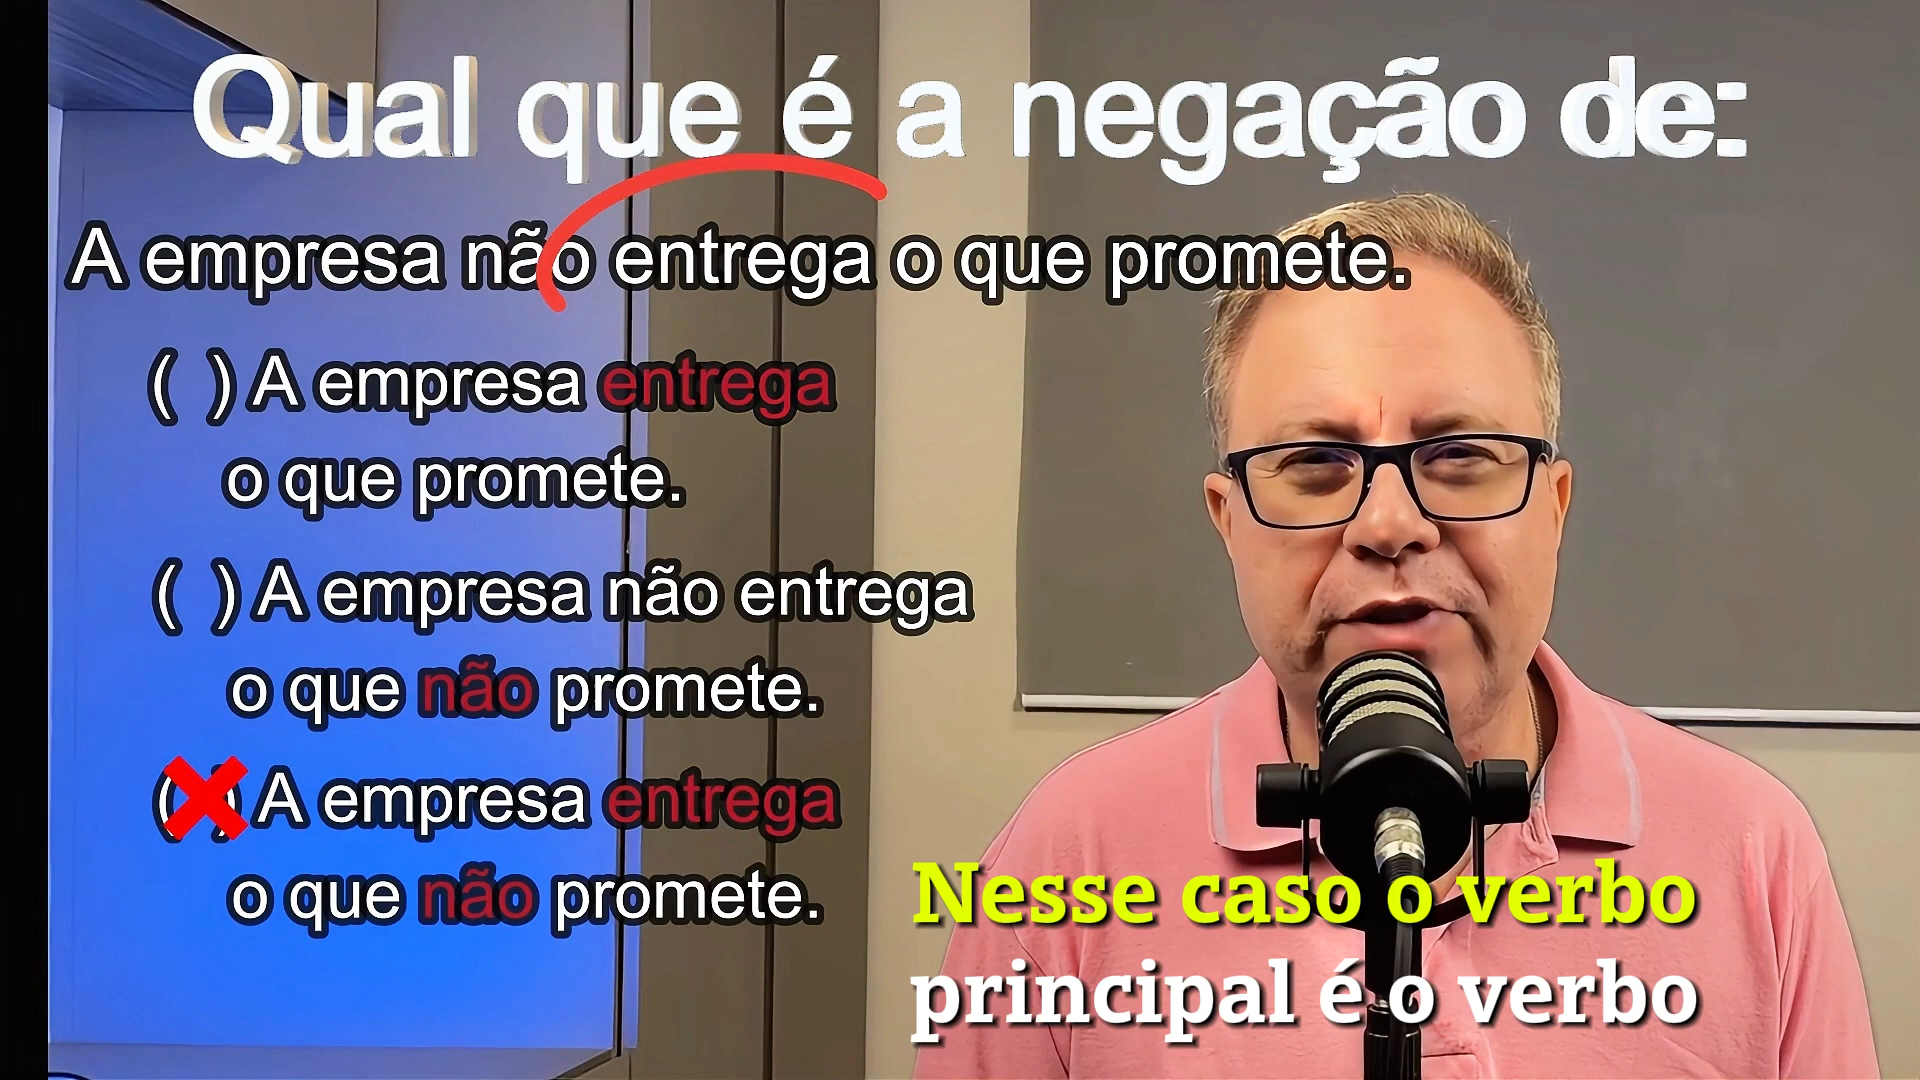 Qual que é a negação de:
A empresa não entrega o que promete.
( ) A empresa entrega
o que promete.
( ) A empresa não entrega
o que não promete.
( ) A empresa entrega
o que não promete.
Nesse caso o verbo
principal é o verbo